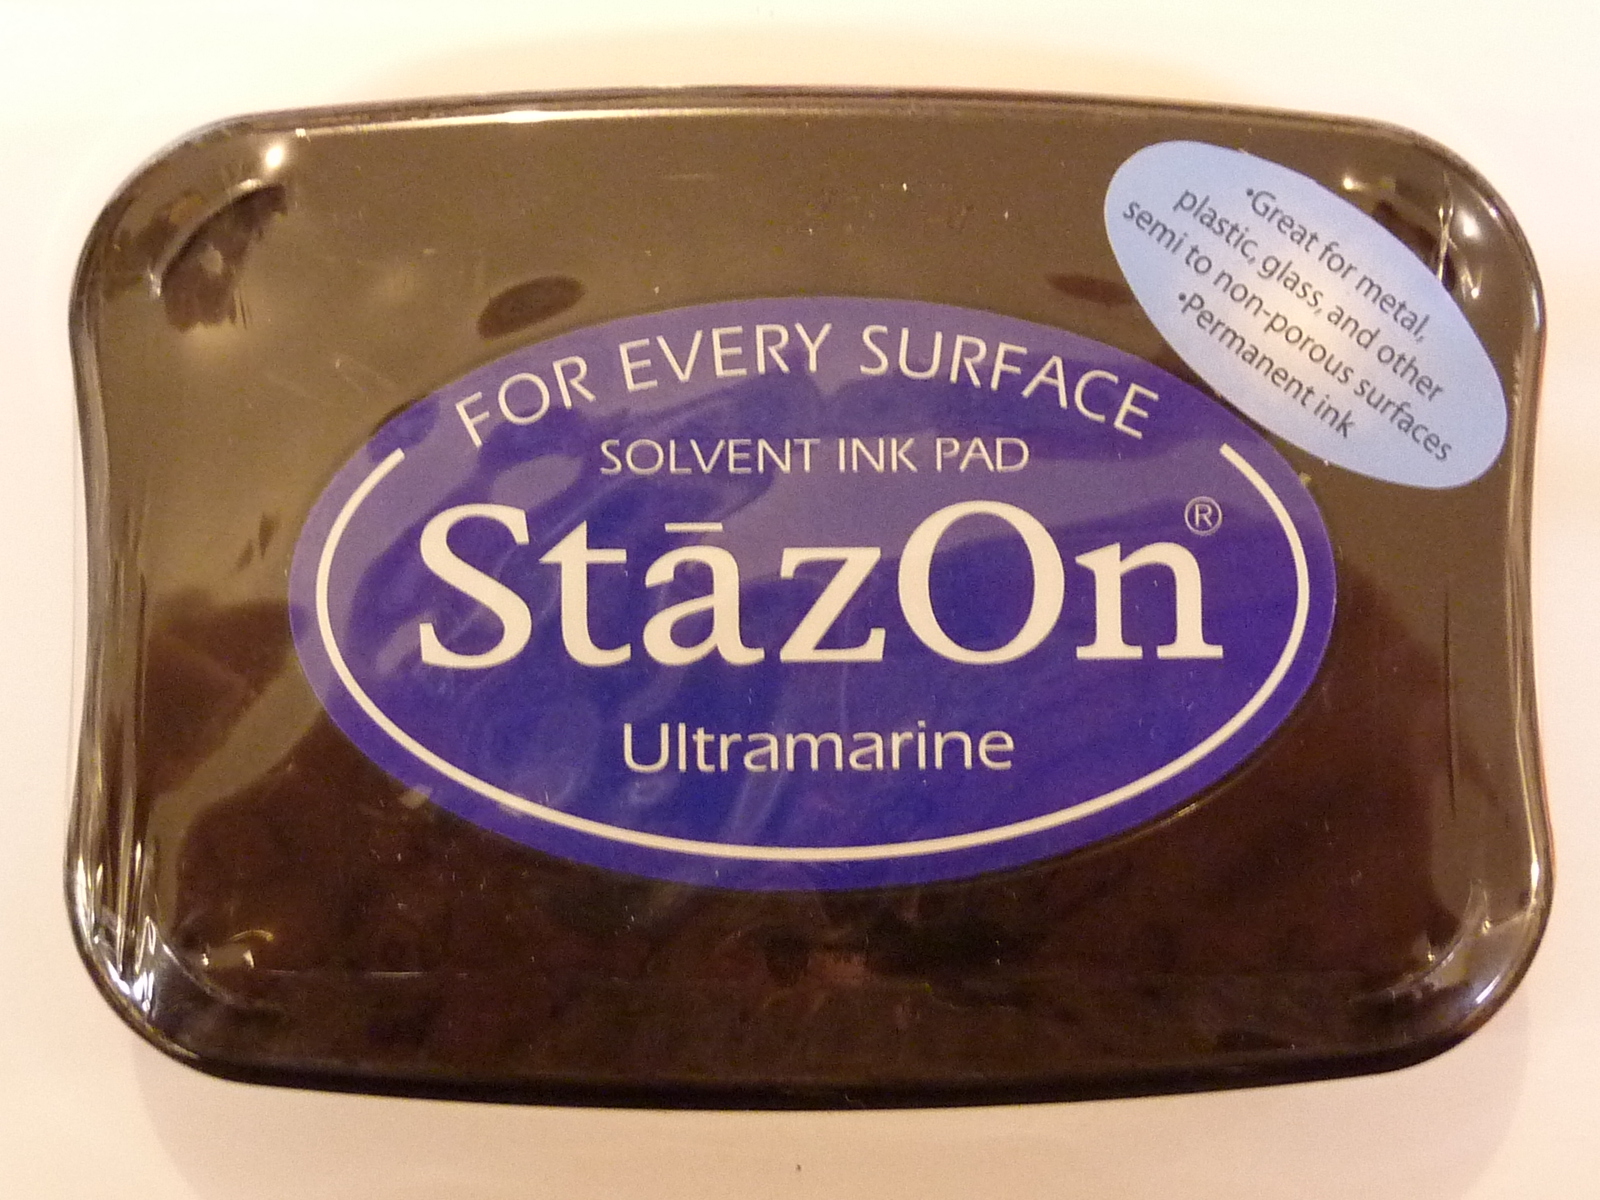 •Great for metal,
plastic, glass, and other
semi to non-porous surfaces
•Permanent ink
FOR EVERY SURFACE
SOLVENT INK PAD
StāzOn®
Ultramarine